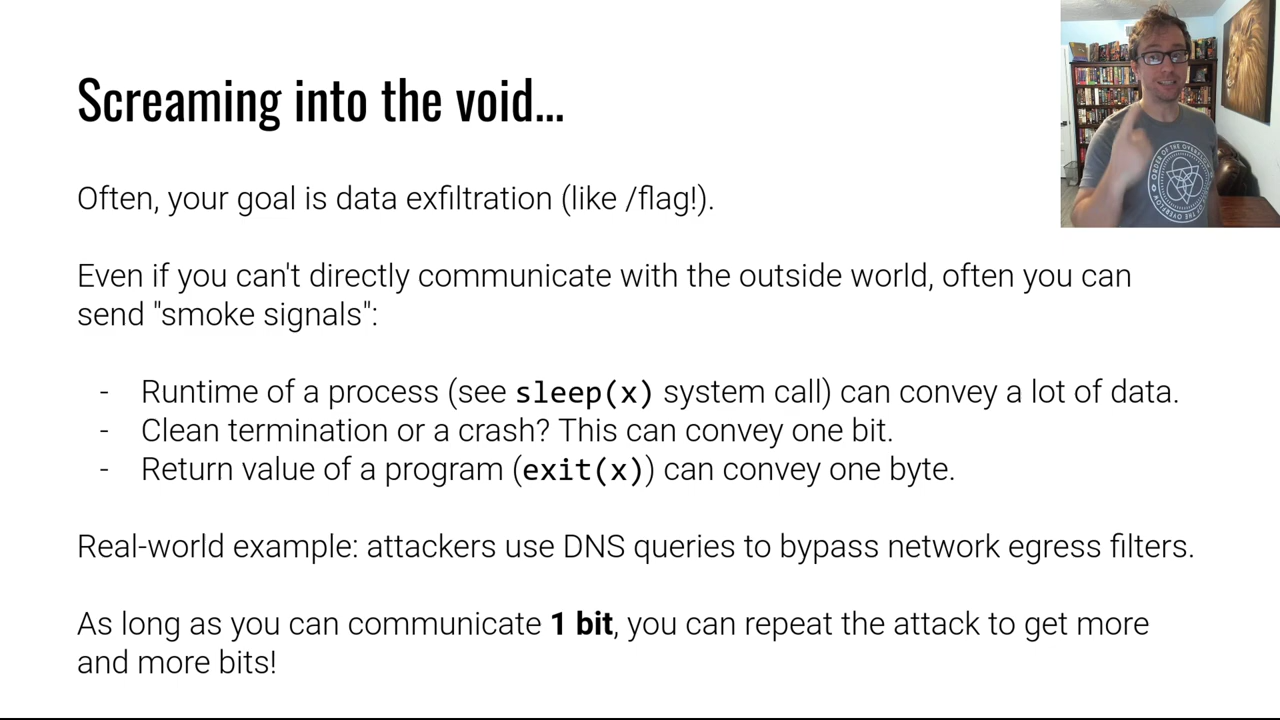 Screaming into the void...
Often, your goal is data exfiltration (like /flag!).
Even if you can't directly communicate with the outside world, often you can
send "smoke signals":
- Runtime of a process (see sleep(x) system call) can convey a lot of data.
- Clean termination or a crash? This can convey one bit.
- Return value of a program (exit(x)) can convey one byte.
Real-world example: attackers use DNS queries to bypass network egress filters.
As long as you can communicate 1 bit, you can repeat the attack to get more
and more bits!
ORDER OF THE OVERFLOW